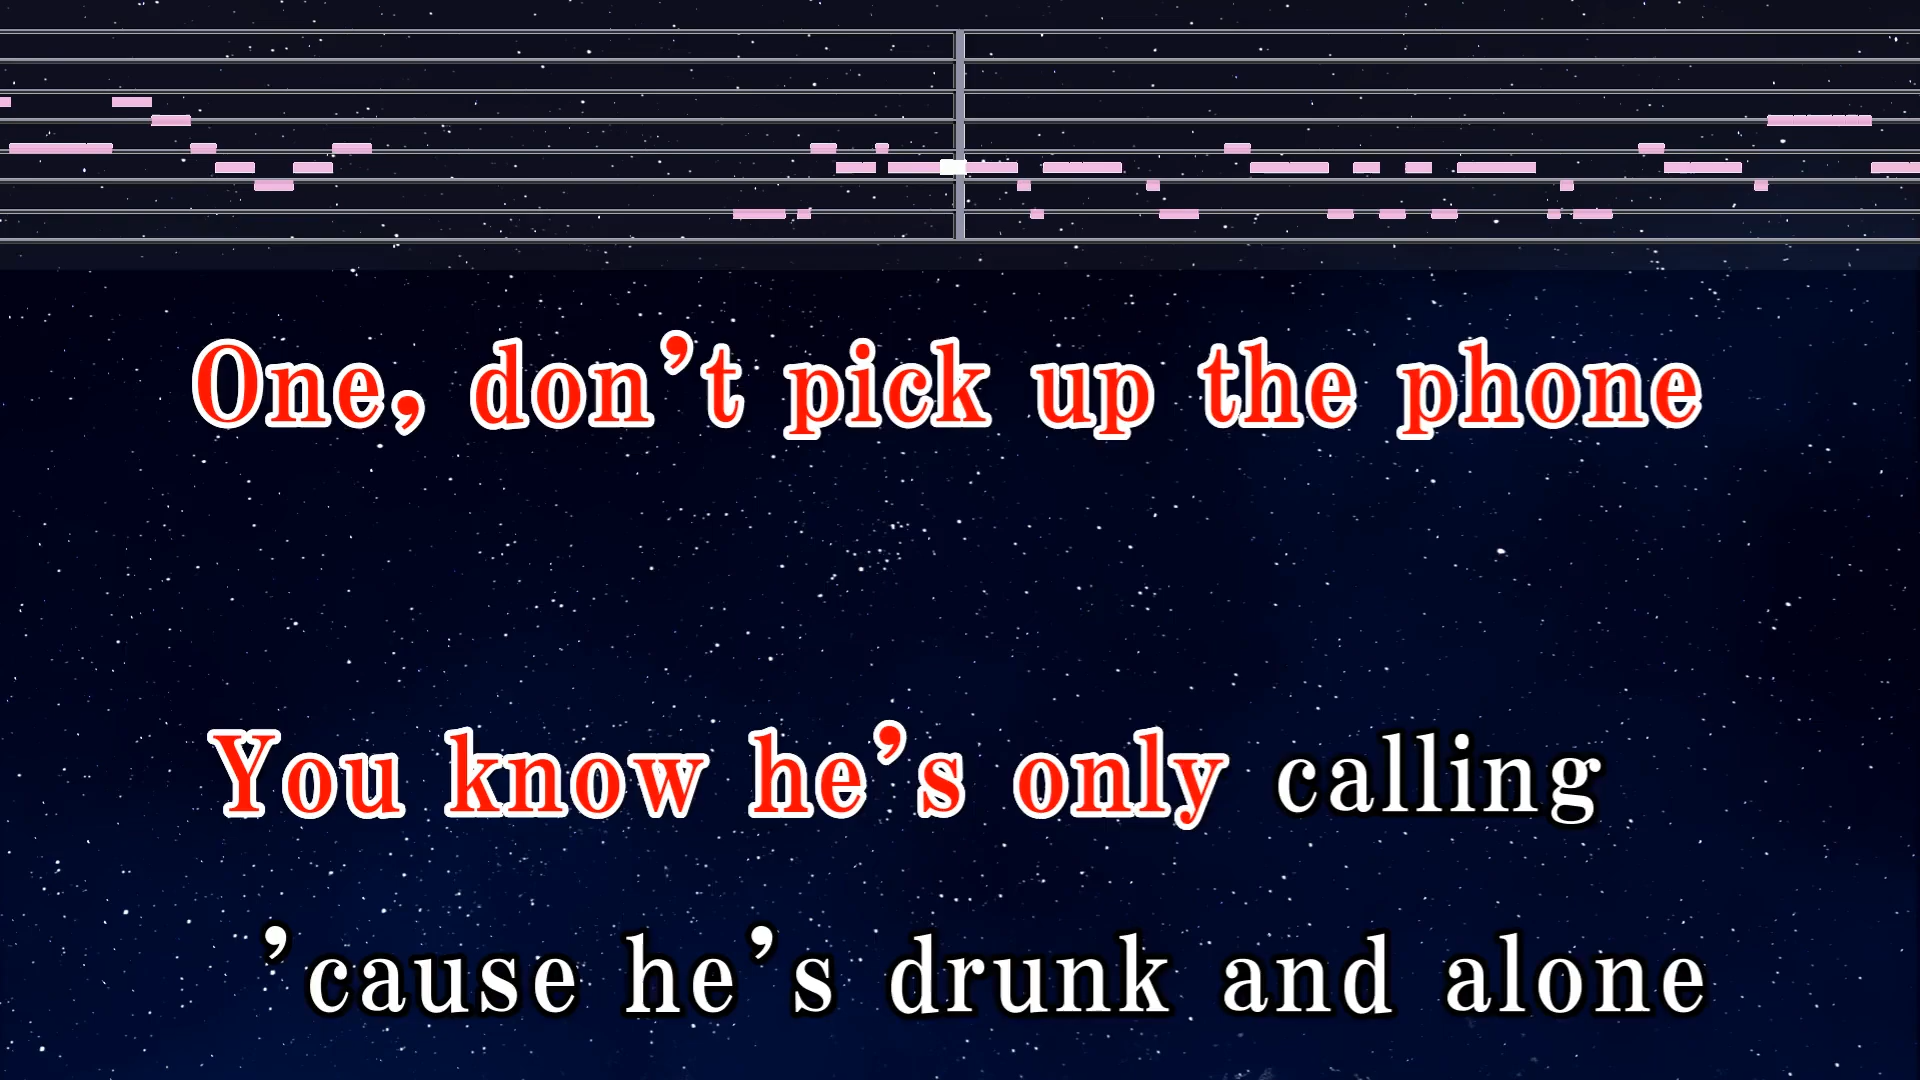 One, don’t pick up the phone
You know he’s only calling
’cause he’s drunk and alone